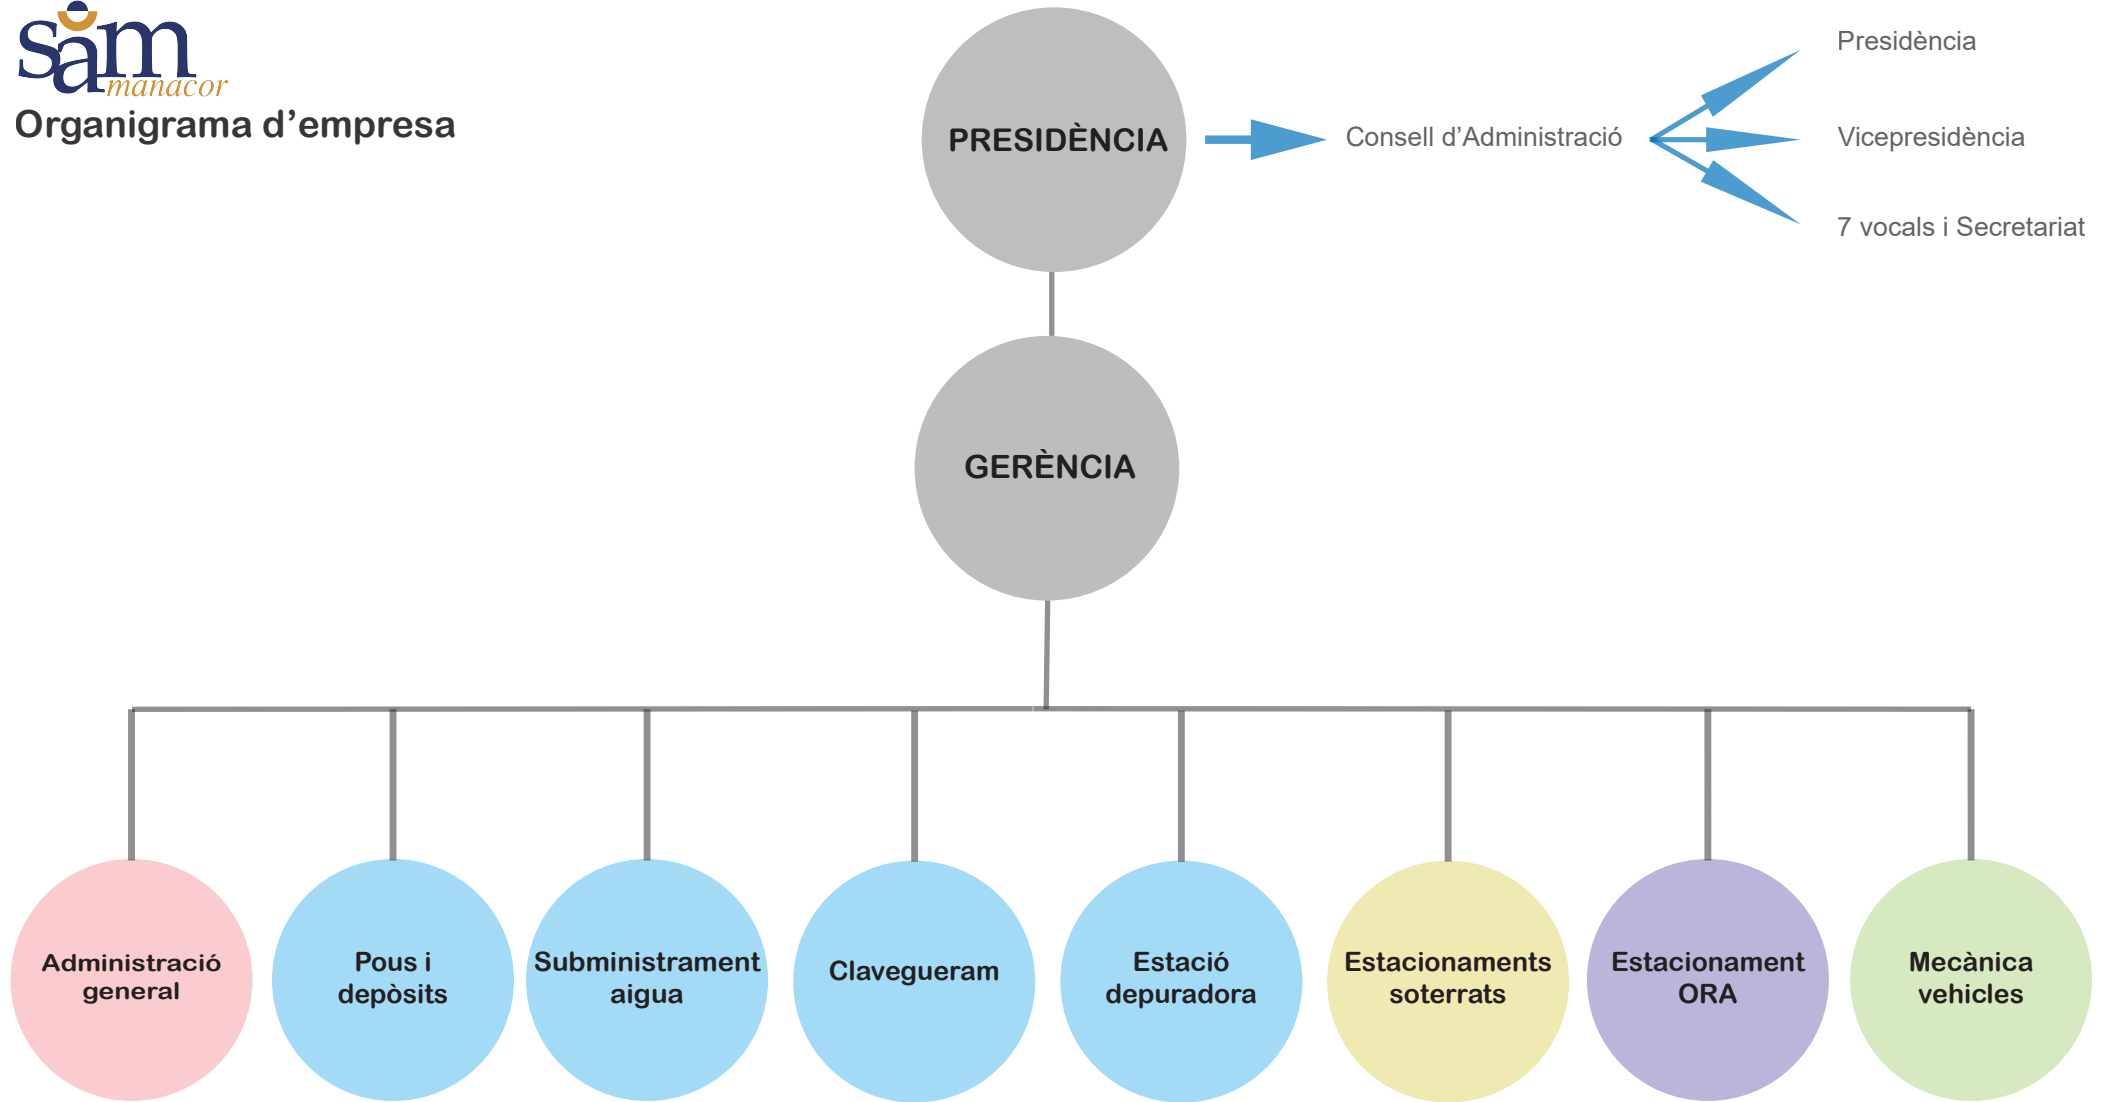 sam
manacor
Organigrama d’empresa
PRESIDÈNCIA
Consell d’Administració
Presidència
Vicepresidència
7 vocals i Secretariat
GERÈNCIA
Administració
general
Pous i
depòsits
Subministrament
aigua
Clavegueram
Estació
depuradora
Estacionaments
soterrats
Estacionament
ORA
Mecànica
vehicles